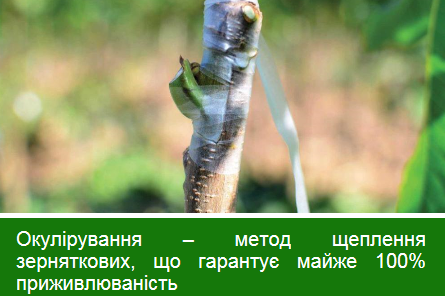 Окулірування – метод щеплення
зерняткових, що гарантує майже 100%
приживлюваність